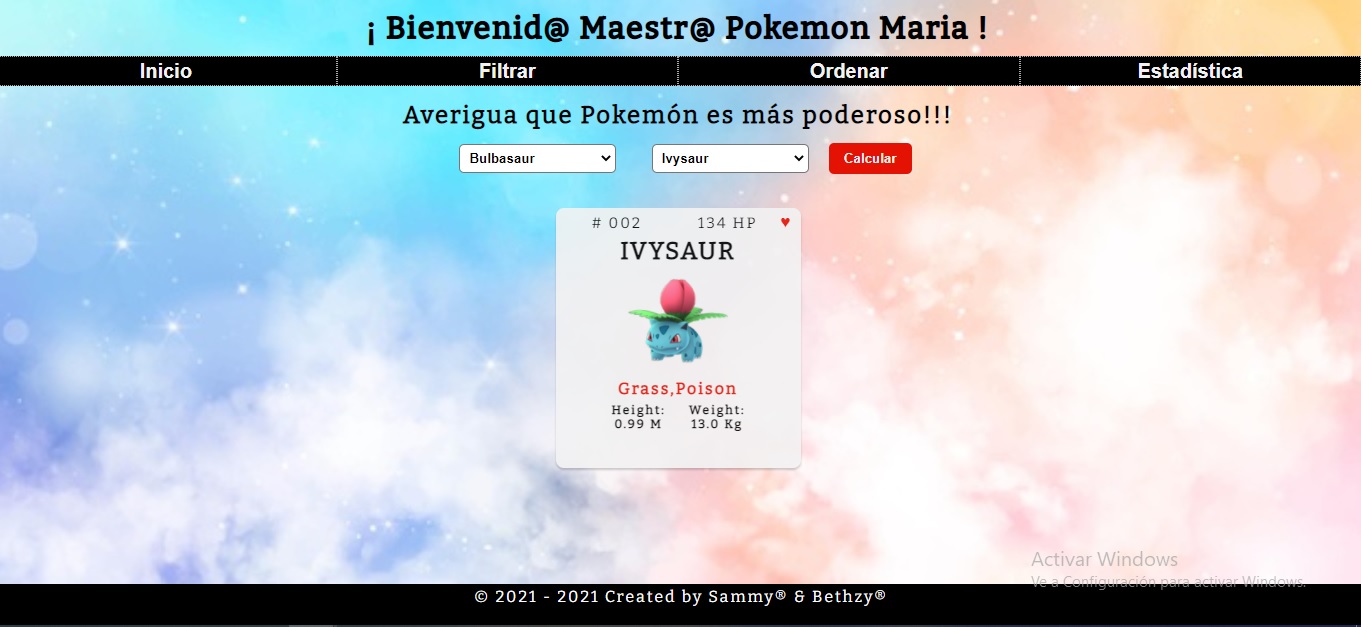 ¡ Bienvenid@ Maestr@ Pokemon Maria !
Inicio Filtrar Ordenar Estadística
Averigua que Pokemón es más poderoso!!!
Bulbasaur Ivysaur Calcular
# 002 134 HP ♥
IVYSAUR
Grass,Poison
Height: Weight:
0.99 M 13.0 Kg
Activar Windows
Ve a Configuración para activar Windows.
© 2021 - 2021 Created by Sammy® & Bethzy®